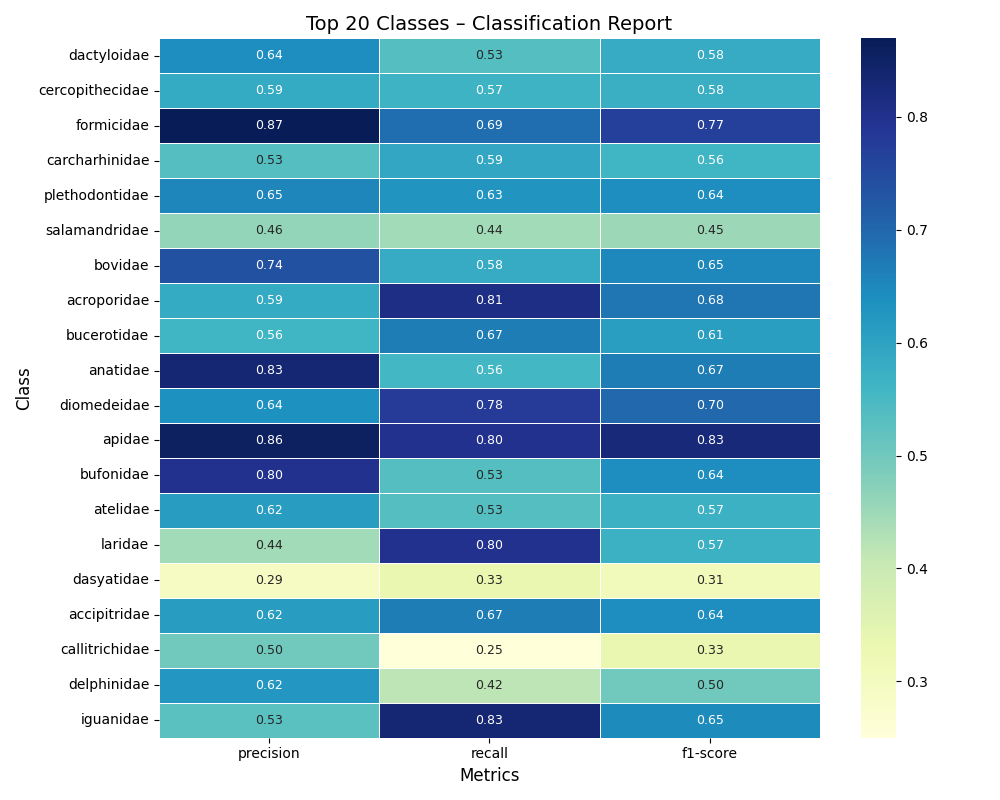 Top 20 Classes – Classification Report
Class
dactyloidae 0.64 0.53 0.58
cercopithecidae 0.59 0.57 0.58
formicidae 0.87 0.69 0.77
carcharhinidae 0.53 0.59 0.56
plethodontidae 0.65 0.63 0.64
salamandridae 0.46 0.44 0.45
bovidae 0.74 0.58 0.65
acroporidae 0.59 0.81 0.68
bucerotidae 0.56 0.67 0.61
anatidae 0.83 0.56 0.67
diomedeidae 0.64 0.78 0.70
apidae 0.86 0.80 0.83
bufonidae 0.80 0.53 0.64
atelidae 0.62 0.53 0.57
laridae 0.44 0.80 0.57
dasyatidae 0.29 0.33 0.31
accipitridae 0.62 0.67 0.64
callitrichidae 0.50 0.25 0.33
delphinidae 0.62 0.42 0.50
iguanidae 0.53 0.83 0.65
precision recall f1-score
Metrics
0.8
0.7
0.6
0.5
0.4
0.3